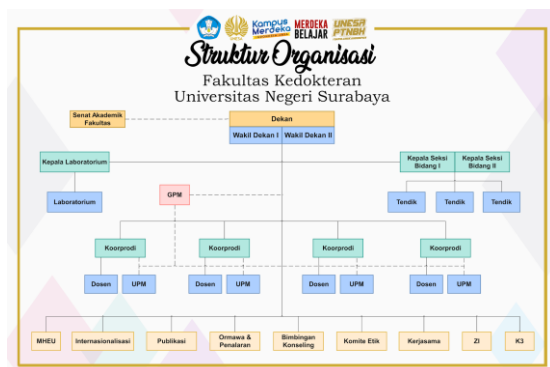 Kampus Merdeka
MERDEKA BELAJAR
UNESA PTNBH
Struktur Organisasi
Fakultas Kedokteran
Universitas Negeri Surabaya
Senat Akademik
Fakultas
Dekan
Wakil Dekan I
Wakil Dekan II
Kepala Laboratorium
Kepala Seksi
Bidang I
Kepala Seksi
Bidang II
Laboratorium
GPM
Tendik
Tendik
Tendik
Koorprodi
Koorprodi
Koorprodi
Koorprodi
Dosen
UPM
Dosen
UPM
Dosen
UPM
Dosen
UPM
MHEU
Internasionalisasi
Publikasi
Ormawa &
Penalaran
Bimbingan
Konseling
Komite Etik
Kerjasama
ZI
K3